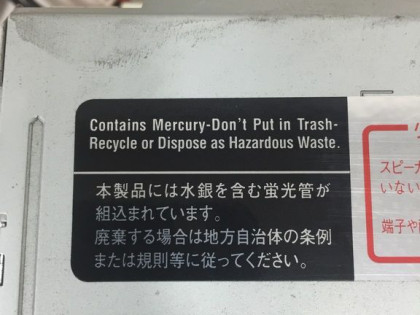 Contains Mercury-Don't Put in Trash-
Recycle or Dispose as Hazardous Waste.
本製品には水銀を含む蛍光管が
組込まれています。
廃棄する場合は地方自治体の条例
または規則等に従ってください。
スピーカ
いない
端子や